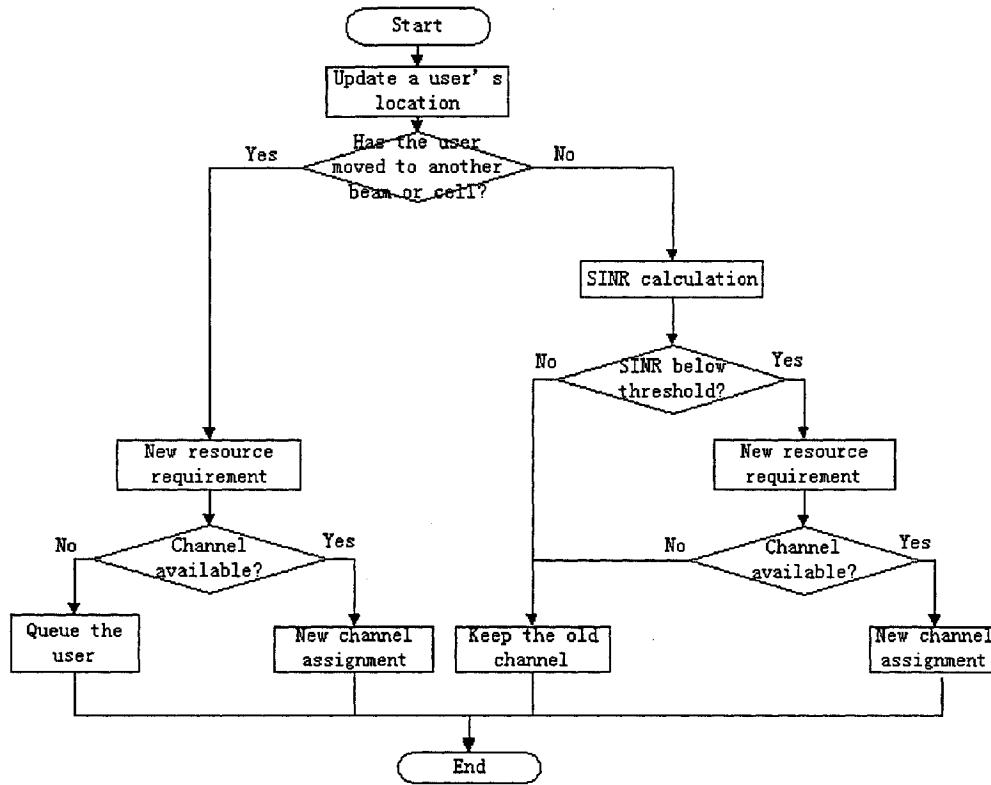 Start
Update a user's
location
Has the user
moved to another
beam or cell?
Yes
No
SINR calculation
No
SINR below
threshold?
Yes
New resource
requirement
New resource
requirement
No
Channel
available?
Yes
No
Channel
available?
Yes
Queue the
user
New channel
assignment
Keep the old
channel
New channel
assignment
End